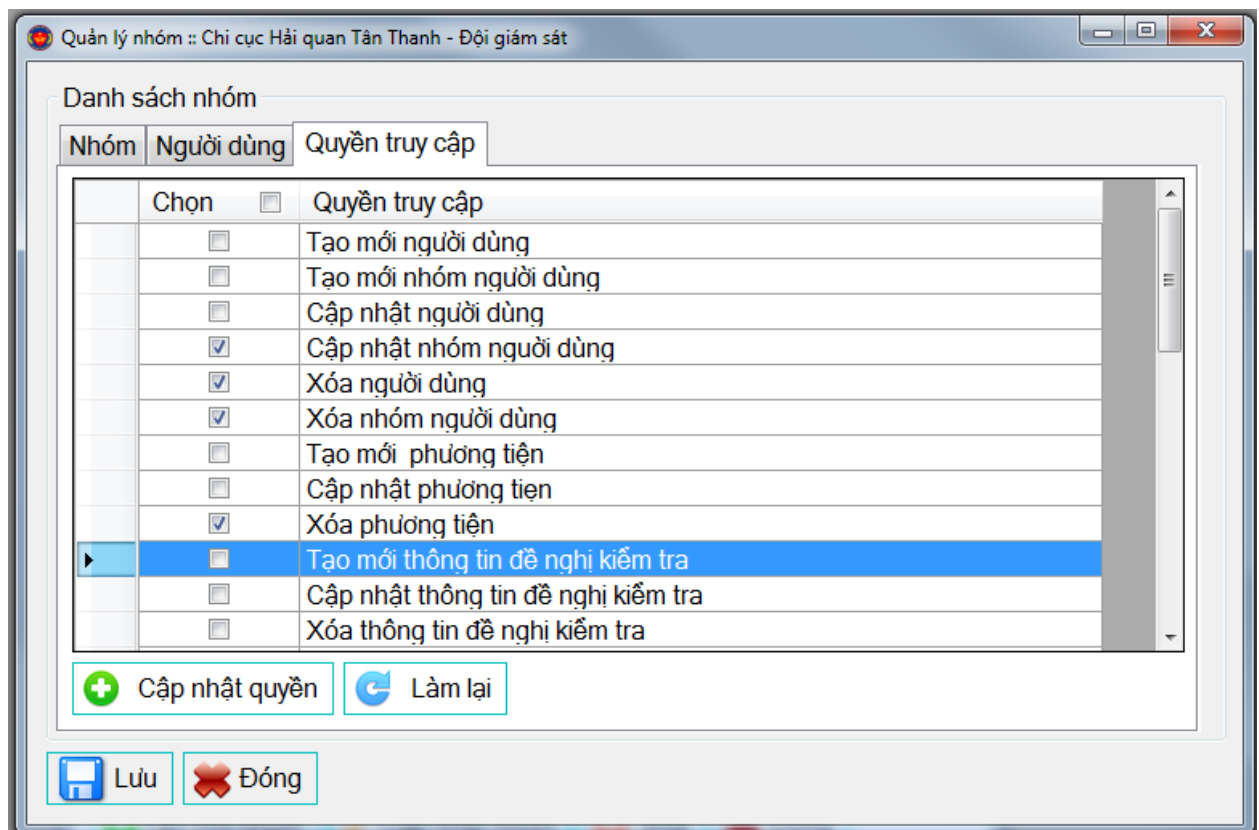 Quản lý nhóm :: Chi cục Hải quan Tân Thanh - Đội giám sát
Danh sách nhóm
Nhóm Người dùng Quyền truy cập
Chọn Quyền truy cập
Tạo mới người dùng
Tạo mới nhóm người dùng
Cập nhật người dùng
Cập nhật nhóm nguời dùng
Xóa người dùng
Xóa nhóm người dùng
Tạo mới  phương tiện
Cập nhật phương tiẹn
Xóa phương tiện
Tạo mới thông tin đề nghị kiểm tra
Cập nhật thông tin đề nghị kiểm tra
Xóa thông tin đề nghị kiểm tra
Cập nhật quyền Làm lại
Lưu Đóng